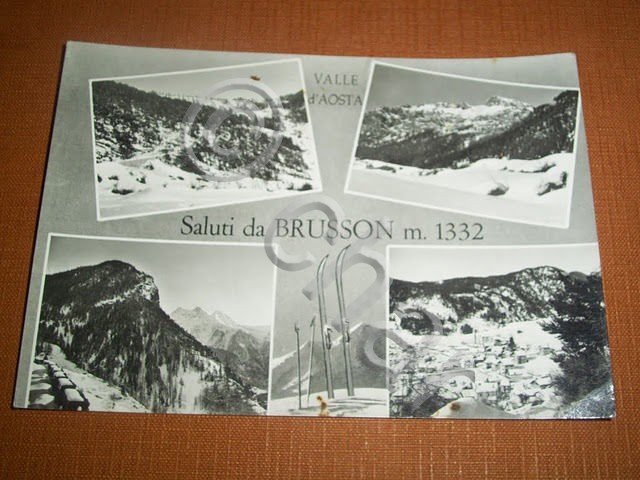 VALLE
d'AOSTA
Saluti da BRUSSON m. 1332